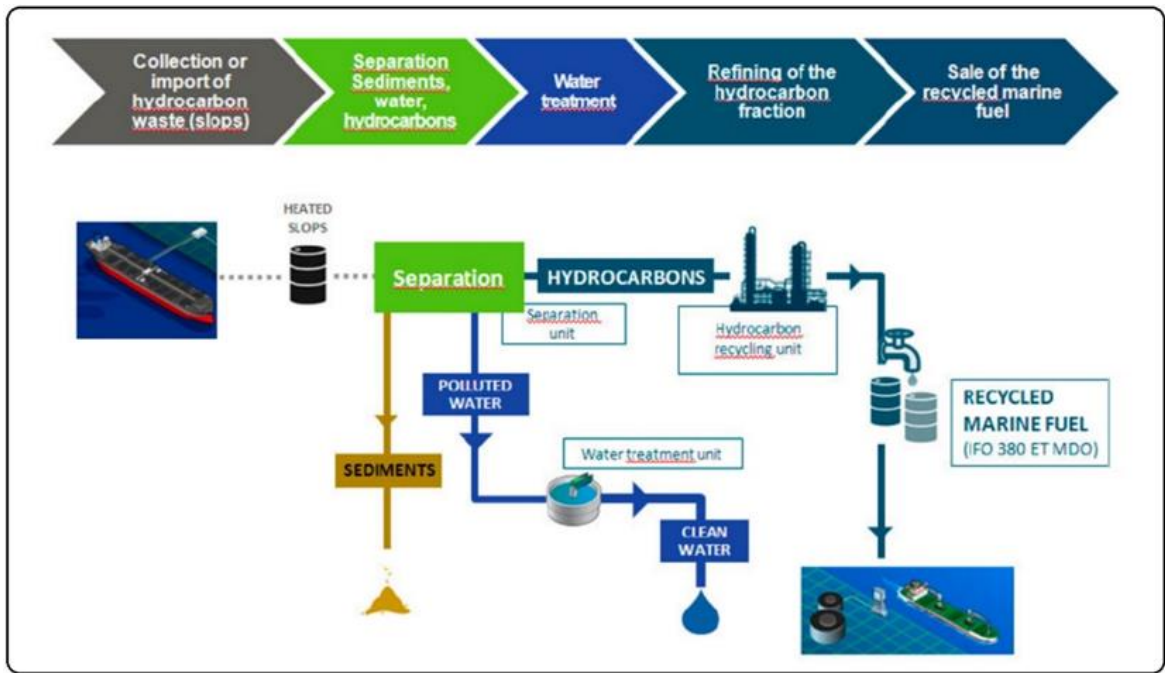 Collection or
import of
hydrocarbon
waste (slops)
Separation
Sediments,
water,
hydrocarbons
Water
treatment
Refining of the
hydrocarbon
fraction
Sale of the
recycled marine
fuel
HEATED
SLOPS
Separation
HYDROCARBONS
Separation
unit
Hydrocarbon
recycling unit
POLLUTED
WATER
RECYCLED
MARINE FUEL
(IFO 380 ET MDO)
Water treatment unit
SEDIMENTS
CLEAN
WATER